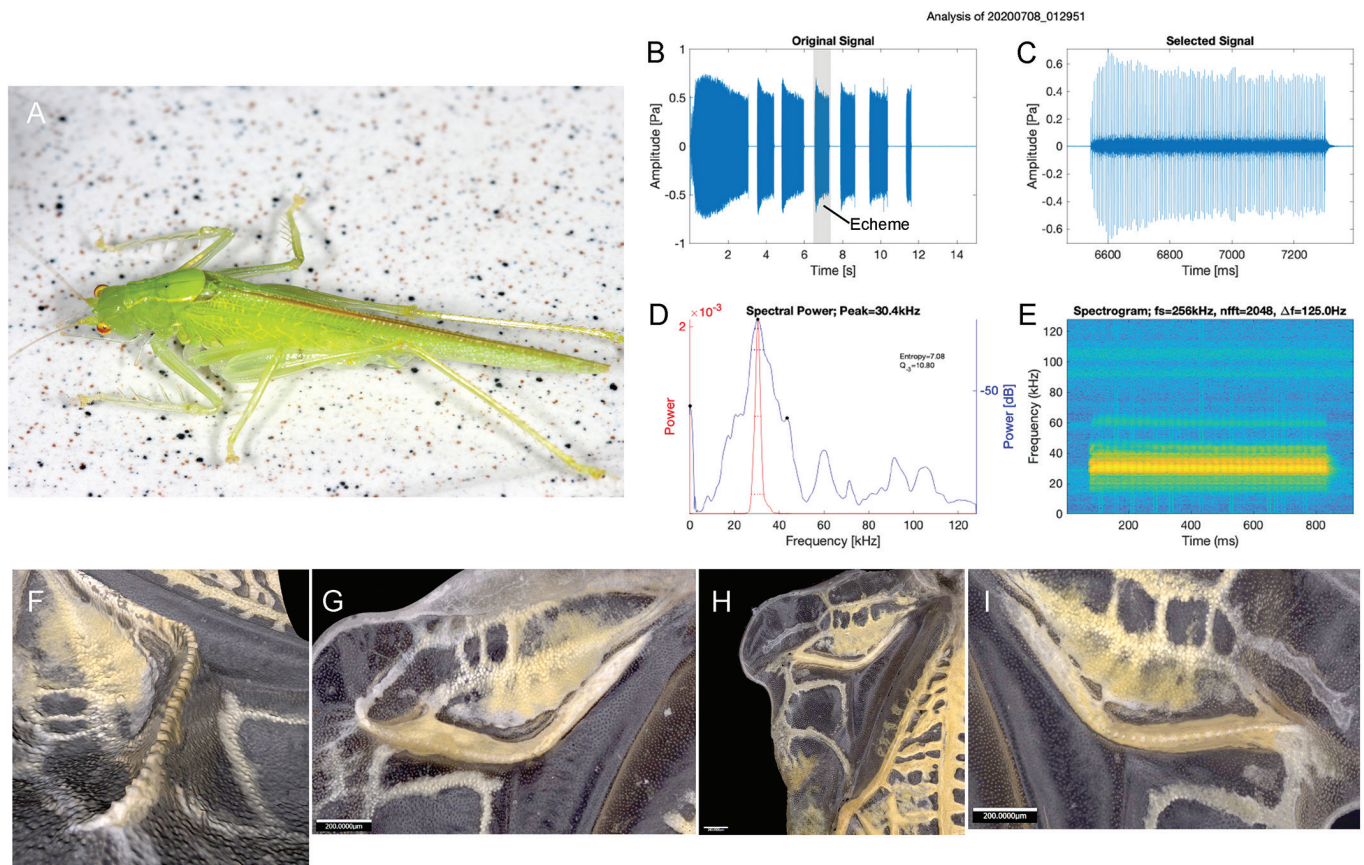 Analysis of 20200708_012951
A
B
Original Signal
Amplitude [Pa]
1
0.5
0
-0.5
-1
2
4
6
8
10
12
14
Time [s]
Echeme
C
Selected Signal
Amplitude [Pa]
0.6
0.4
0.2
0
-0.2
-0.4
-0.6
6600
6800
7000
7200
Time [ms]
D
Spectral Power; Peak=30.4kHz
×10⁻³
2
Power
Entropy=7.08
Q₋₃=10.80
-50
Power [dB]
0
20
40
60
80
100
120
Frequency [kHz]
E
Spectrogram; fs=256kHz, nfft=2048, Δf=125.0Hz
Frequency (kHz)
120
100
80
60
40
20
0
200
400
600
800
Time (ms)
F
G
200.0000µm
H
I
200.0000µm